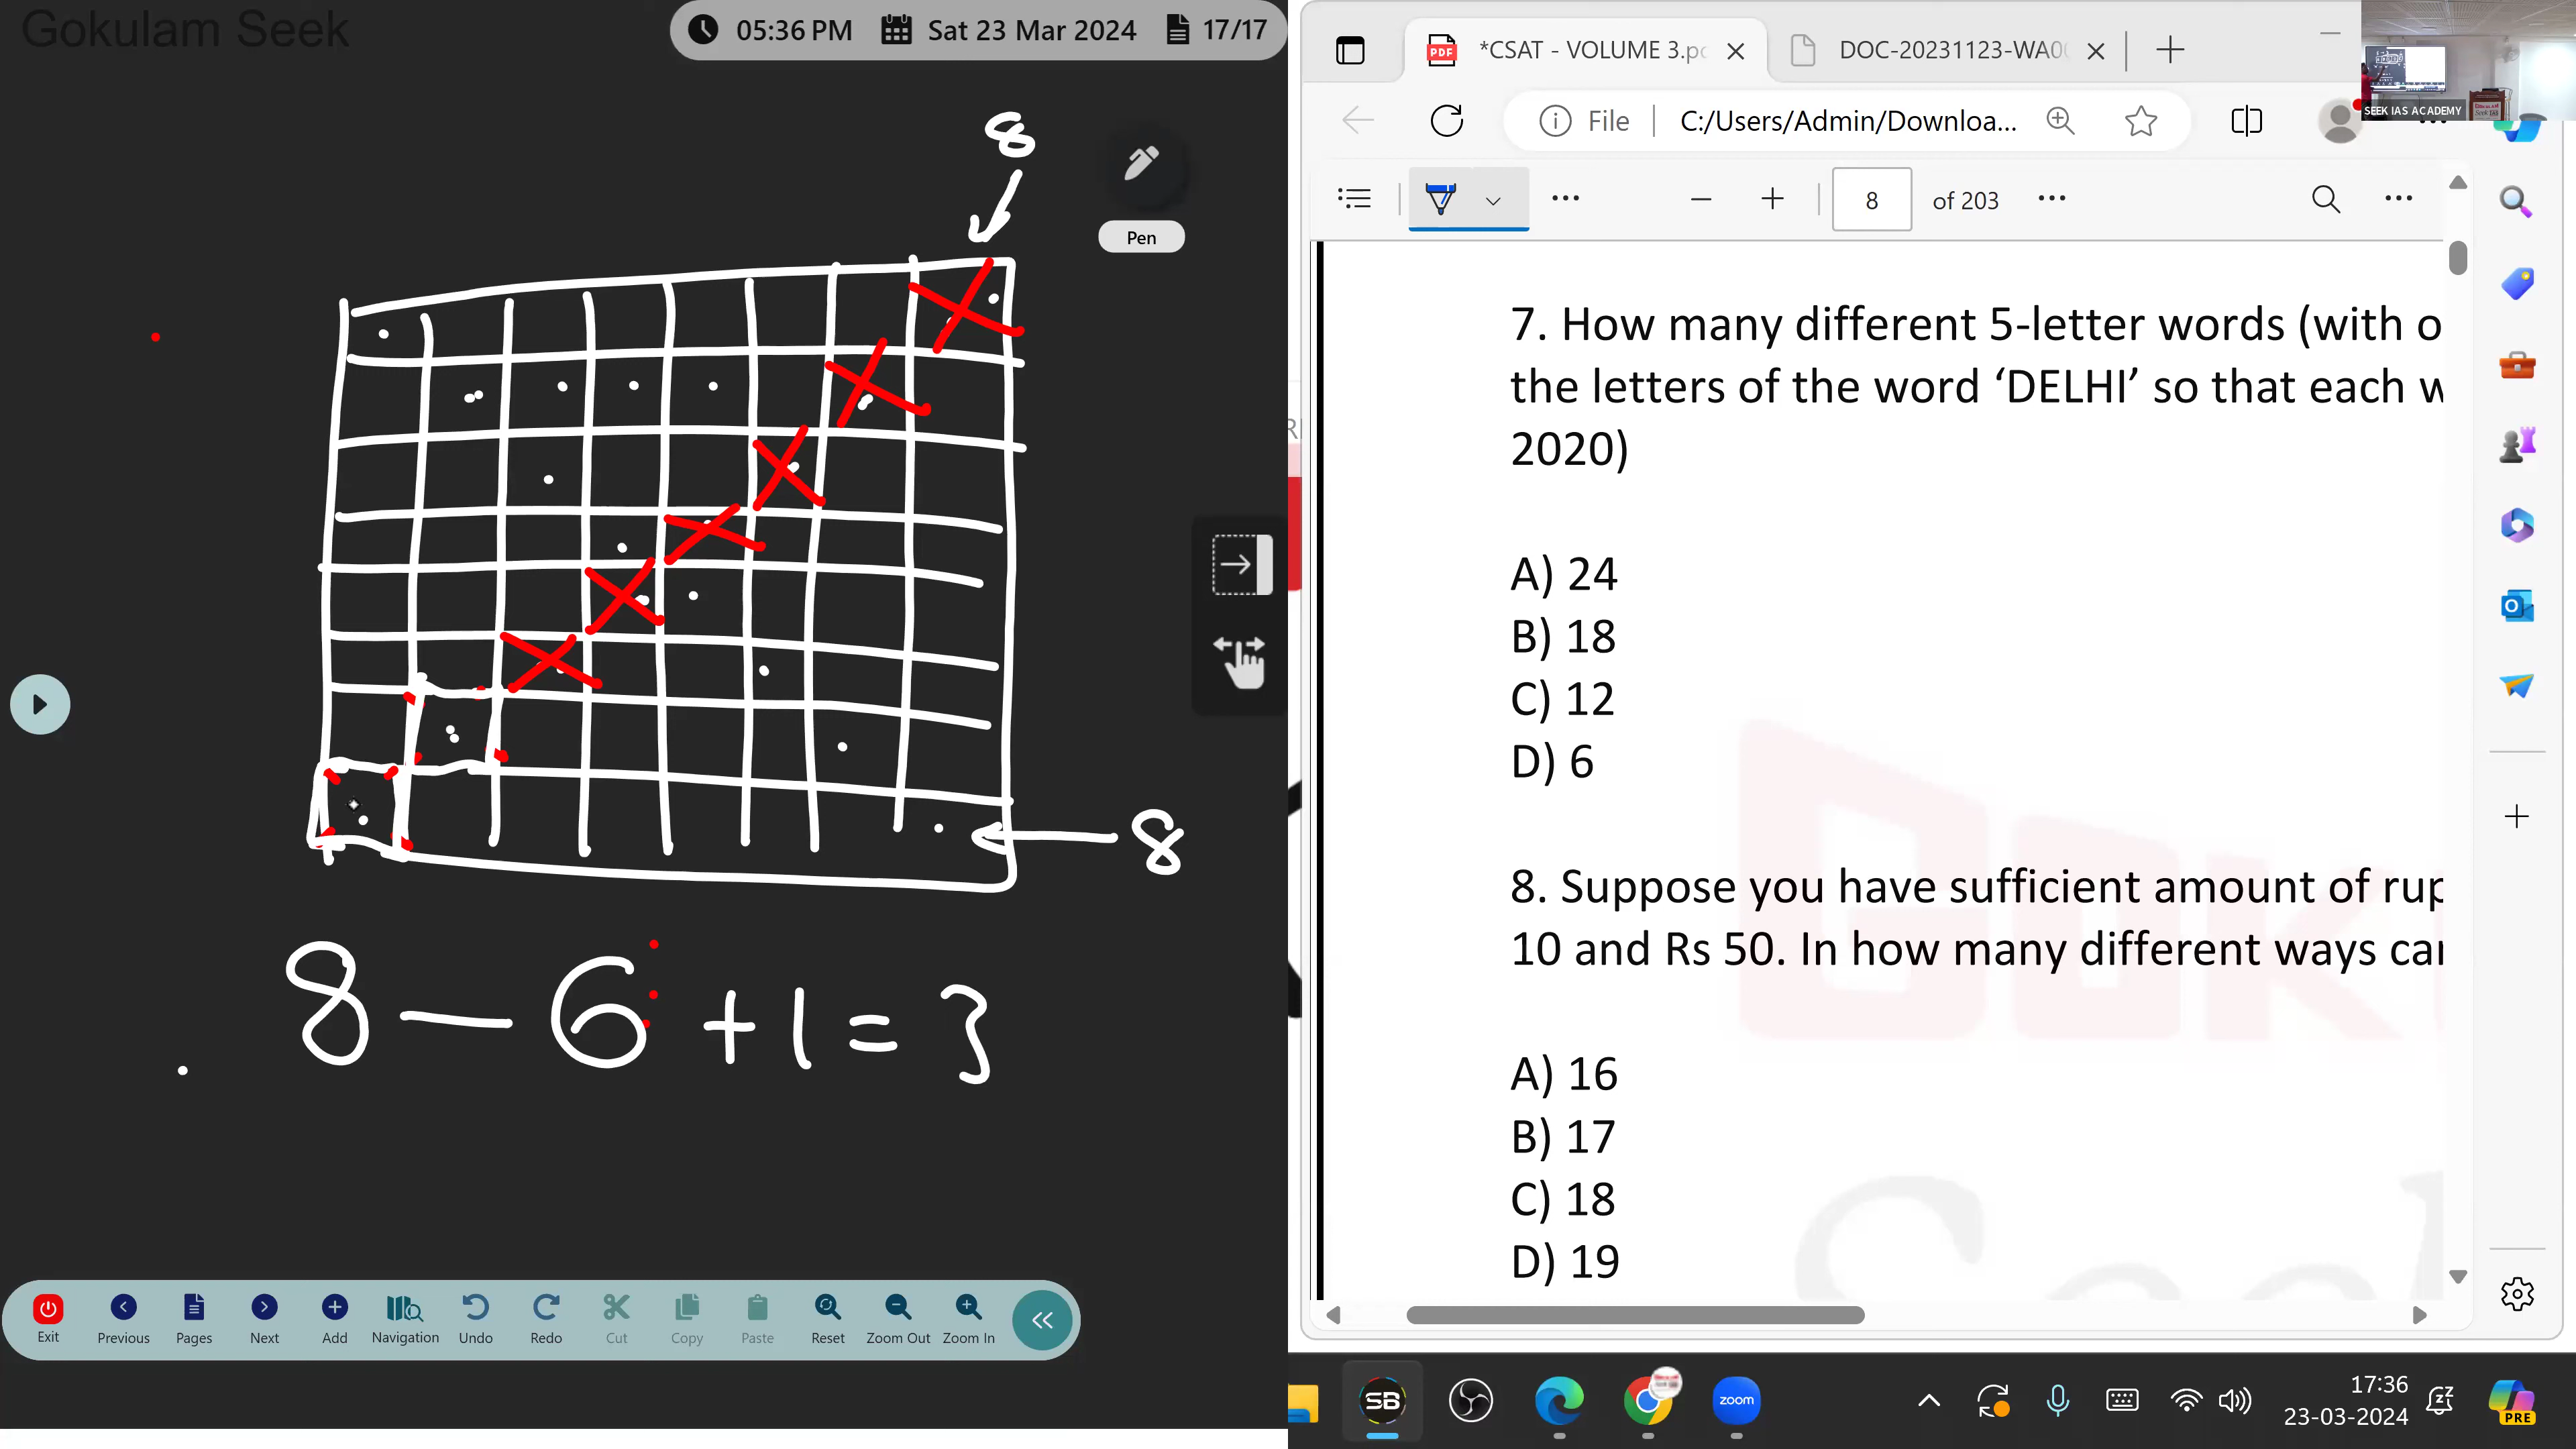 Gokulam Seek
05:36 PM Sat 23 Mar 2024 17/17
8
Pen
8
8 - 6 + 1 = 3
Exit Previous Pages Next Add Navigation Undo Redo Cut Copy Paste Reset Zoom Out Zoom In
*CSAT - VOLUME 3.pc
DOC-20231123-WA00
SEEK IAS ACADEMY
File C:/Users/Admin/Downloa...
8 of 203
7. How many different 5-letter words (with o
the letters of the word ‘DELHI’ so that each w
2020)
A) 24
B) 18
C) 12
D) 6
8. Suppose you have sufficient amount of rup
10 and Rs 50. In how many different ways car
A) 16
B) 17
C) 18
D) 19
SB
zoom
17:36
23-03-2024
PRE